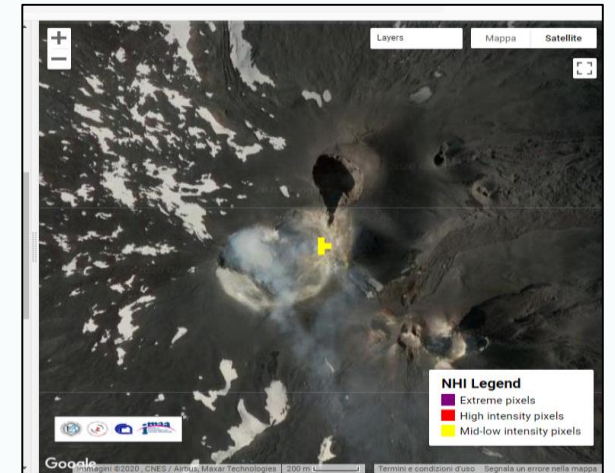 +
−
Layers
Mappa Satellite
NHI Legend
Extreme pixels
High intensity pixels
Mid-low intensity pixels
imaa
Google
Immagini ©2020 , CNES / Airbus, Maxar Technologies 200 m Termini e condizioni d'uso Segnala un errore nella mappa